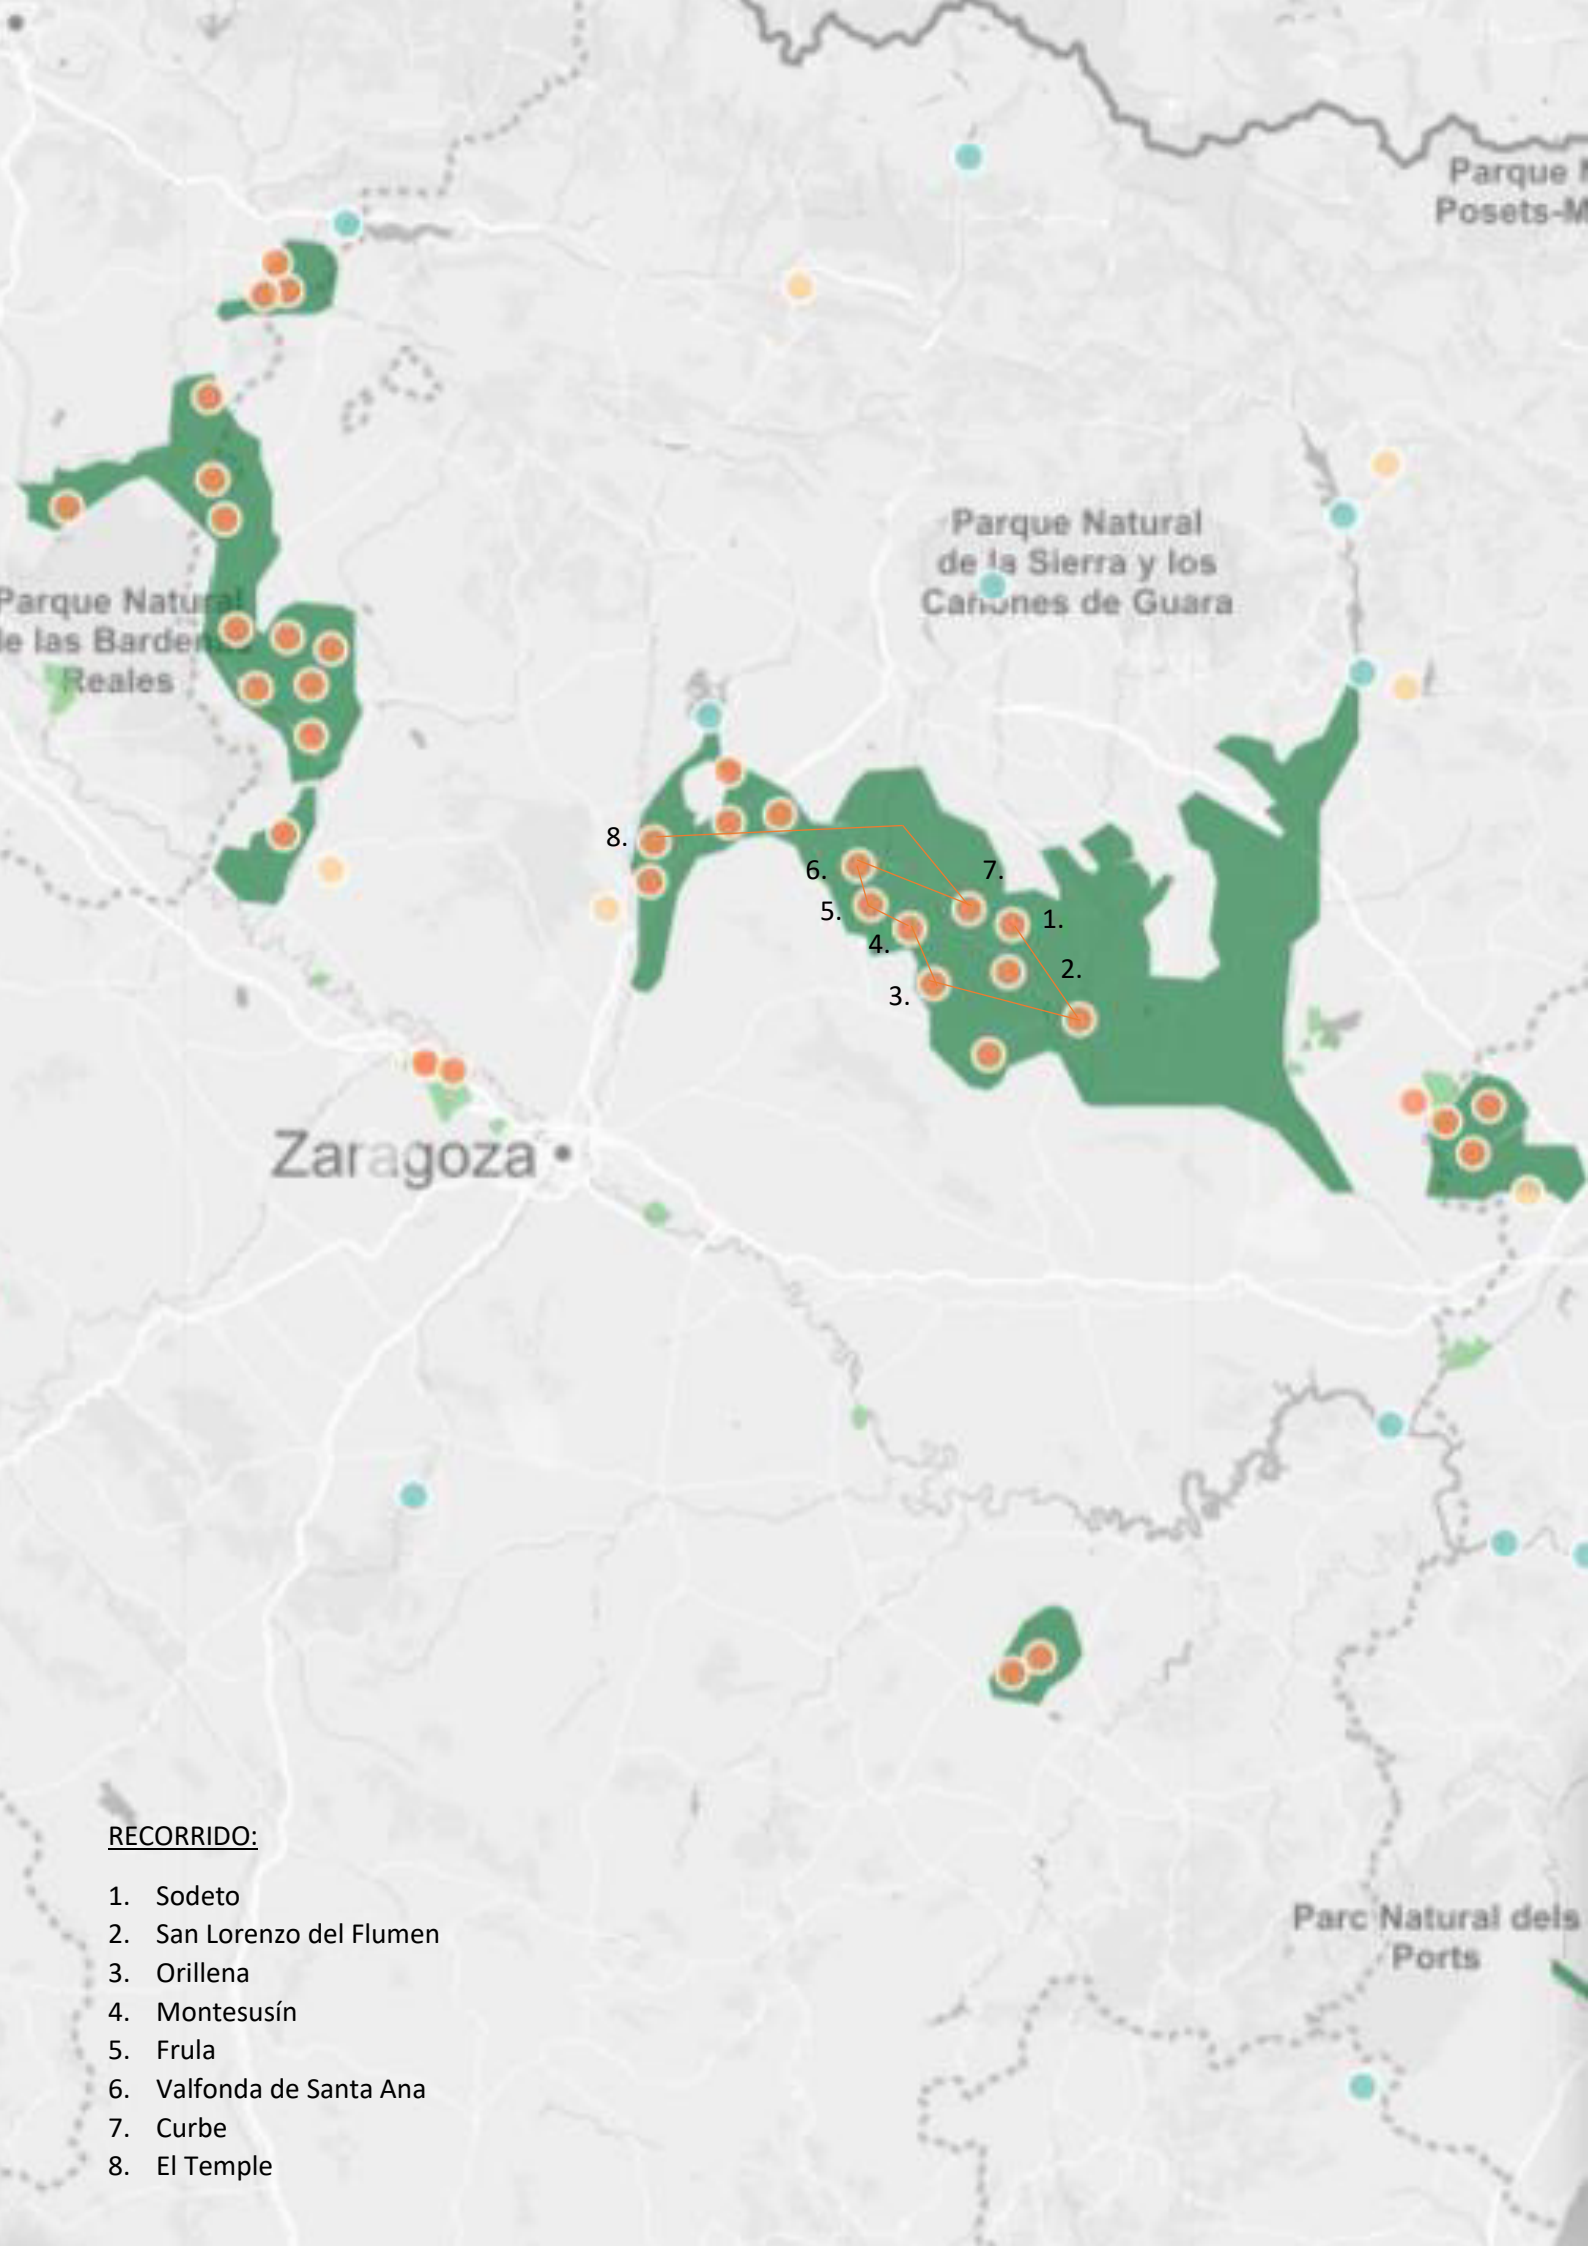 Parque N
Posets-M
Parque Natural
de la Sierra y los
Cañones de Guara
Parque Natural
de las Bardenas
Reales
8.
6.
7.
5.
1.
4.
2.
3.
Zaragoza
RECORRIDO:
1. Sodeto
2. San Lorenzo del Flumen
3. Orillena
4. Montesusín
5. Frula
6. Valfonda de Santa Ana
7. Curbe
8. El Temple
Parc Natural dels
Ports